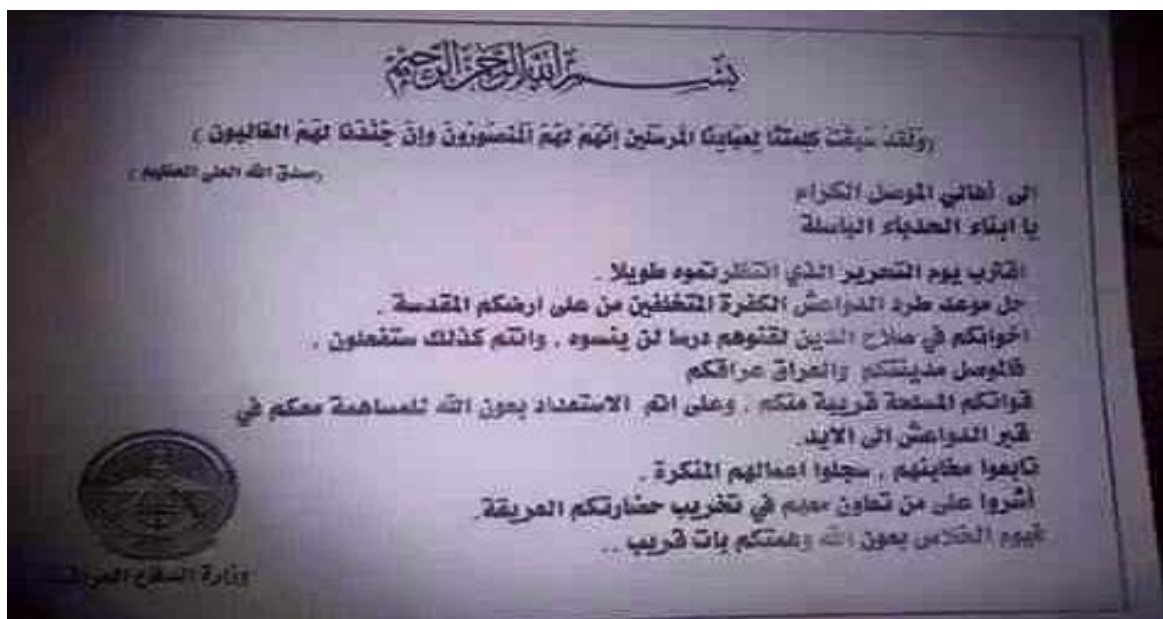 بسم الله الرحمن الرحيم
(ولقد سبقت كلمتنا لعبادنا المرسلين إنهم لهم المنصورون وإن جندنا لهم الغالبون)
(صدق الله العلي العظيم)
الى أهالي الموصل الكرام
يا ابناء الحدباء الباسلة
اقترب يوم التحرير الذي انتظرتموه طويلا .
حل موعد طرد الدواعش الكفرة المتخلفين من على ارضكم المقدسة .
اخوانكم في صلاح الدين لقنوهم درسا لن ينسوه . وانتم كذلك ستفعلون .
فالموصل مدينتكم والعراق عراقكم
قواتكم المسلحة قريبة منكم . وعلى اتم الاستعداد بعون الله للمساهمة معكم في
قبر الدواعش الى الابد.
تابعوا مخابئهم . سجلوا اعمالهم المنكرة .
أشروا على من تعاون معهم في تخريب حضارتكم العريقة.
فيوم الخلاص بعون الله وهمتكم بات قريب ..
وزارة الدفاع العراقية